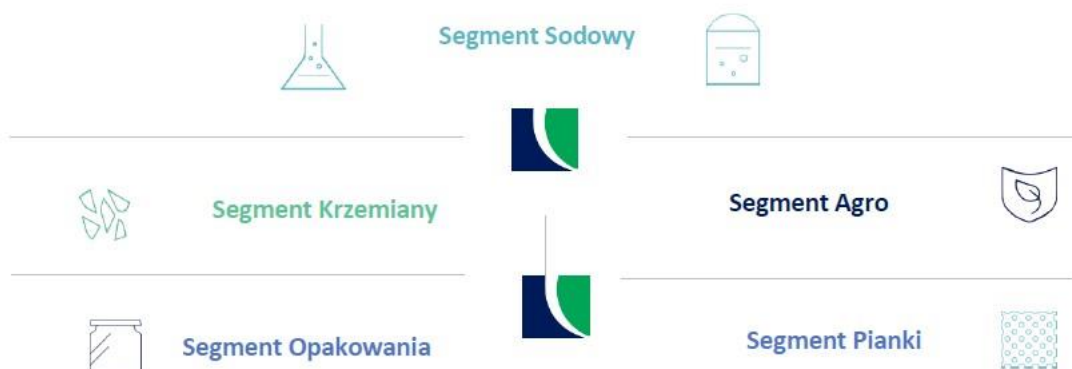 Segment Sodowy
Segment Krzemiany
Segment Agro
Segment Opakowania
Segment Pianki